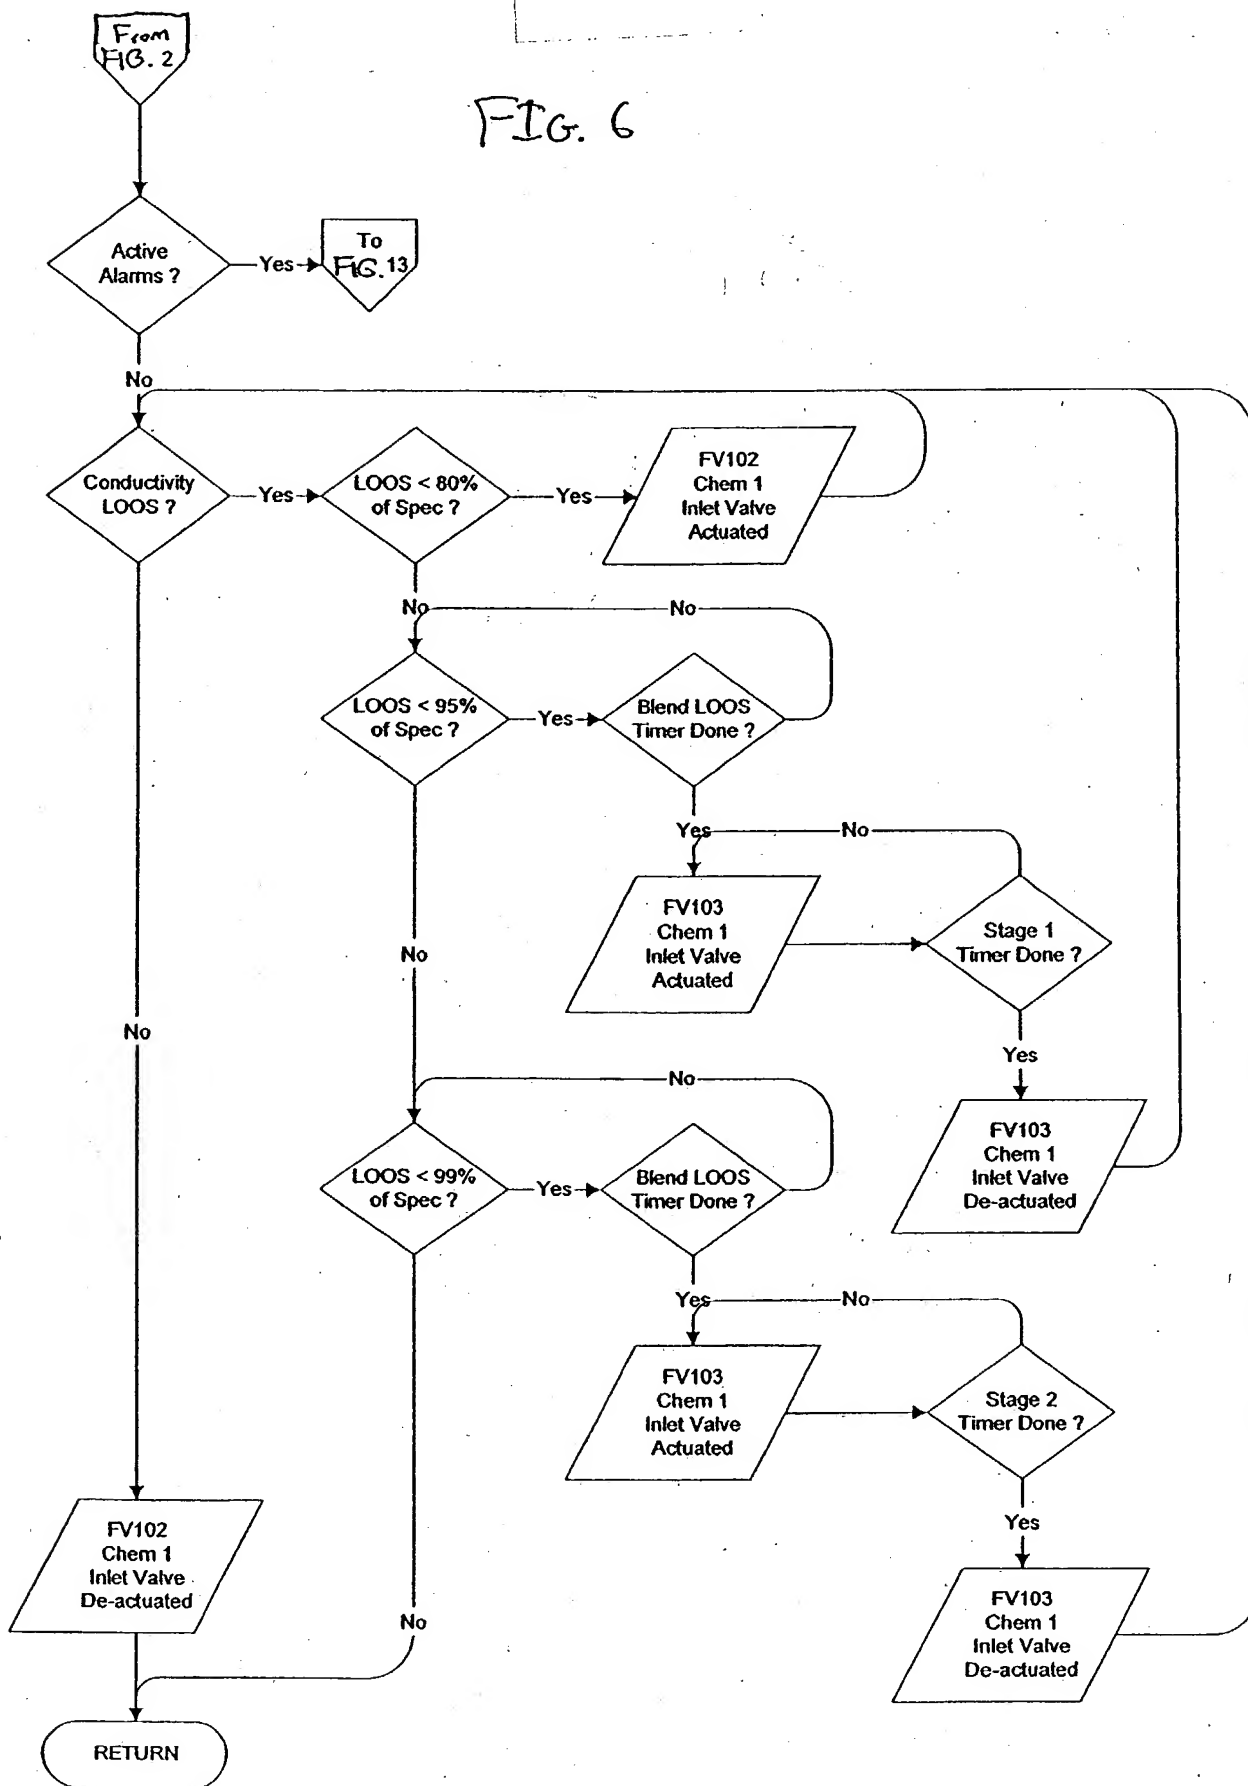 From
FIG. 2
FIG. 6
Active
Alarms ?
Yes
To
FIG. 13
No
Conductivity
LOOS ?
Yes
LOOS < 80%
of Spec ?
Yes
FV102
Chem 1
Inlet Valve
Actuated
No
No
LOOS < 95%
of Spec ?
Yes
Blend LOOS
Timer Done ?
Yes
No
FV103
Chem 1
Inlet Valve
Actuated
Stage 1
Timer Done ?
No
No
Yes
No
FV103
Chem 1
Inlet Valve
De-actuated
LOOS < 99%
of Spec ?
Yes
Blend LOOS
Timer Done ?
Yes
No
FV103
Chem 1
Inlet Valve
Actuated
Stage 2
Timer Done ?
Yes
FV102
Chem 1
Inlet Valve
De-actuated
FV103
Chem 1
Inlet Valve
De-actuated
No
RETURN